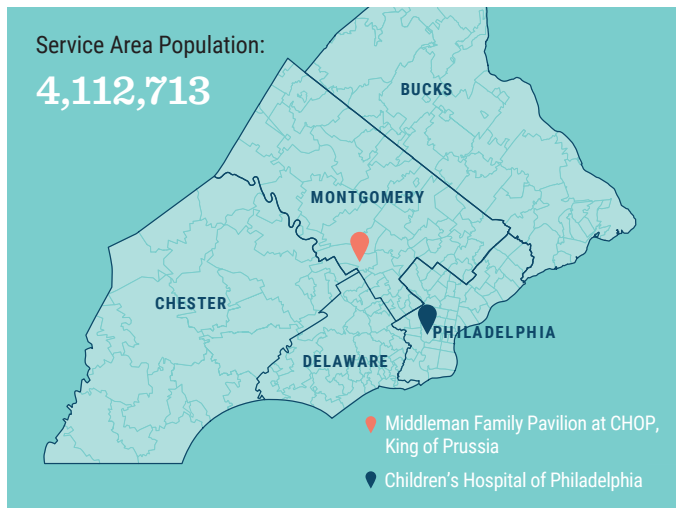 Service Area Population:
4,112,713
BUCKS
MONTGOMERY
CHESTER
PHILADELPHIA
DELAWARE
Middleman Family Pavilion at CHOP,
King of Prussia
Children’s Hospital of Philadelphia